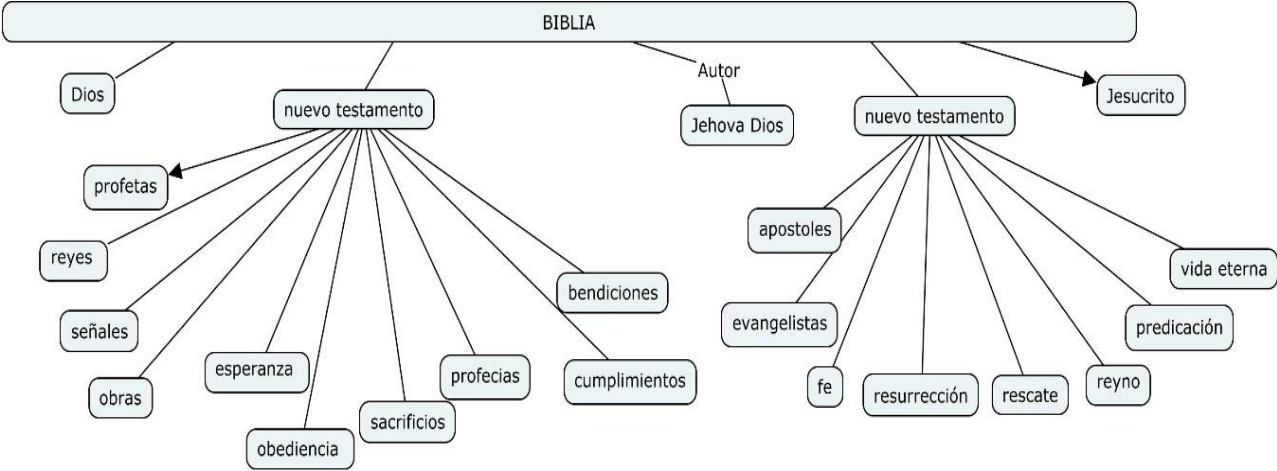 BIBLIA
Dios
nuevo testamento
Autor
Jehova Dios
nuevo testamento
Jesucrito
profetas
reyes
señales
obras
esperanza
obediencia
sacrificios
profecias
cumplimientos
bendiciones
apostoles
evangelistas
fe
resurrección
rescate
reyno
predicación
vida eterna